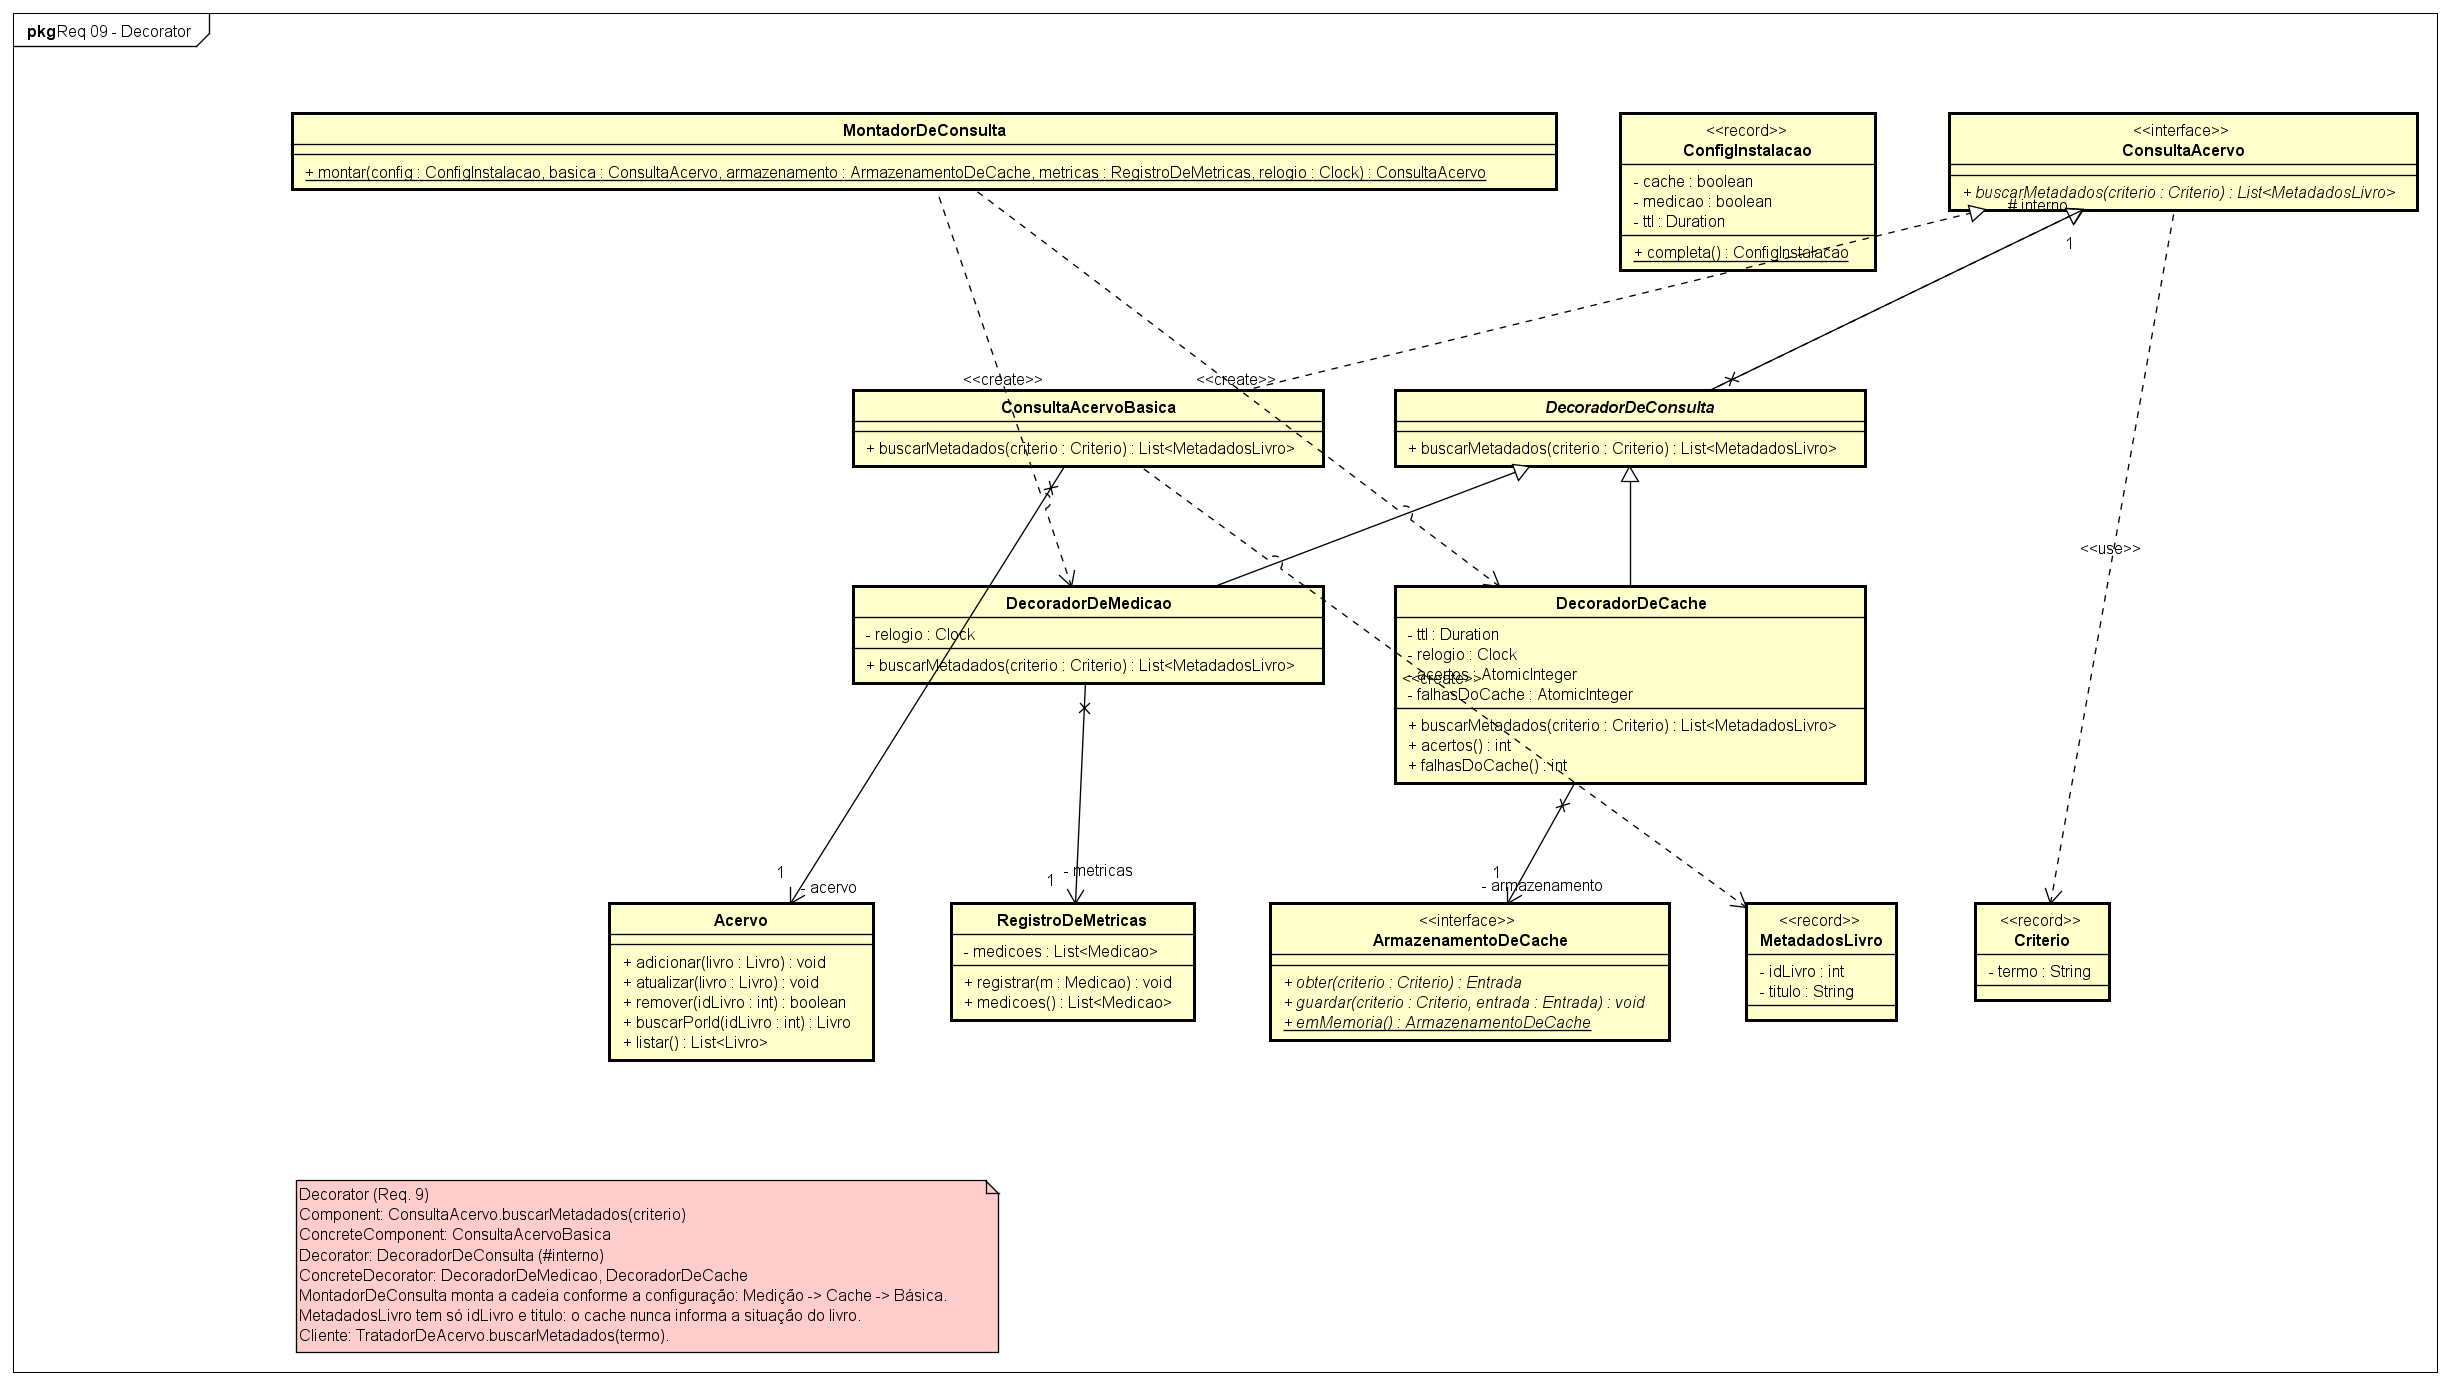 pkg Req 09 - Decorator
MontadorDeConsulta
+ montar(config : ConfigInstalacao, basica : ConsultaAcervo, armazenamento : ArmazenamentoDeCache, metricas : RegistroDeMetricas, relogio : Clock) : ConsultaAcervo
<<record>>
ConfigInstalacao
- cache : boolean
- medicao : boolean
- ttl : Duration
+ completa() : ConfigInstalacao
<<interface>>
ConsultaAcervo
+ buscarMetadados(criterio : Criterio) : List<MetadadosLivro>
# interno
1
<<create>>
<<create>>
ConsultaAcervoBasica
+ buscarMetadados(criterio : Criterio) : List<MetadadosLivro>
DecoradorDeConsulta
+ buscarMetadados(criterio : Criterio) : List<MetadadosLivro>
<<use>>
DecoradorDeMedicao
- relogio : Clock
+ buscarMetadados(criterio : Criterio) : List<MetadadosLivro>
DecoradorDeCache
- ttl : Duration
- relogio : Clock
- acertos : AtomicInteger
<<create>>
- falhasDoCache : AtomicInteger
+ buscarMetadados(criterio : Criterio) : List<MetadadosLivro>
+ acertos() : int
+ falhasDoCache() : int
1
- acervo
1
- metricas
1
- armazenamento
Acervo
+ adicionar(livro : Livro) : void
+ atualizar(livro : Livro) : void
+ remover(idLivro : int) : boolean
+ buscarPorId(idLivro : int) : Livro
+ listar() : List<Livro>
RegistroDeMetricas
- medicoes : List<Medicao>
+ registrar(m : Medicao) : void
+ medicoes() : List<Medicao>
<<interface>>
ArmazenamentoDeCache
+ obter(criterio : Criterio) : Entrada
+ guardar(criterio : Criterio, entrada : Entrada) : void
+ emMemoria() : ArmazenamentoDeCache
<<record>>
MetadadosLivro
- idLivro : int
- titulo : String
<<record>>
Criterio
- termo : String
Decorator (Req. 9)
Component: ConsultaAcervo.buscarMetadados(criterio)
ConcreteComponent: ConsultaAcervoBasica
Decorator: DecoradorDeConsulta (#interno)
ConcreteDecorator: DecoradorDeMedicao, DecoradorDeCache
MontadorDeConsulta monta a cadeia conforme a configuração: Medição -> Cache -> Básica.
MetadadosLivro tem só idLivro e titulo: o cache nunca informa a situação do livro.
Cliente: TratadorDeAcervo.buscarMetadados(termo).